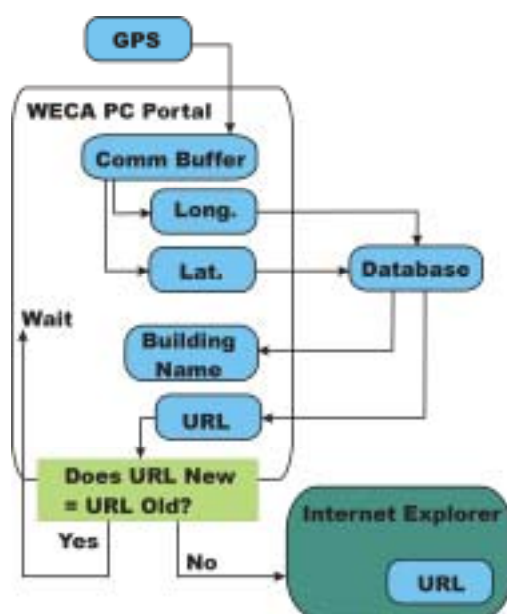 GPS
WECA PC Portal
Comm Buffer
Long.
Lat.
Database
Wait
Building
Name
URL
Does URL New
= URL Old?
Yes
No
Internet Explorer
URL